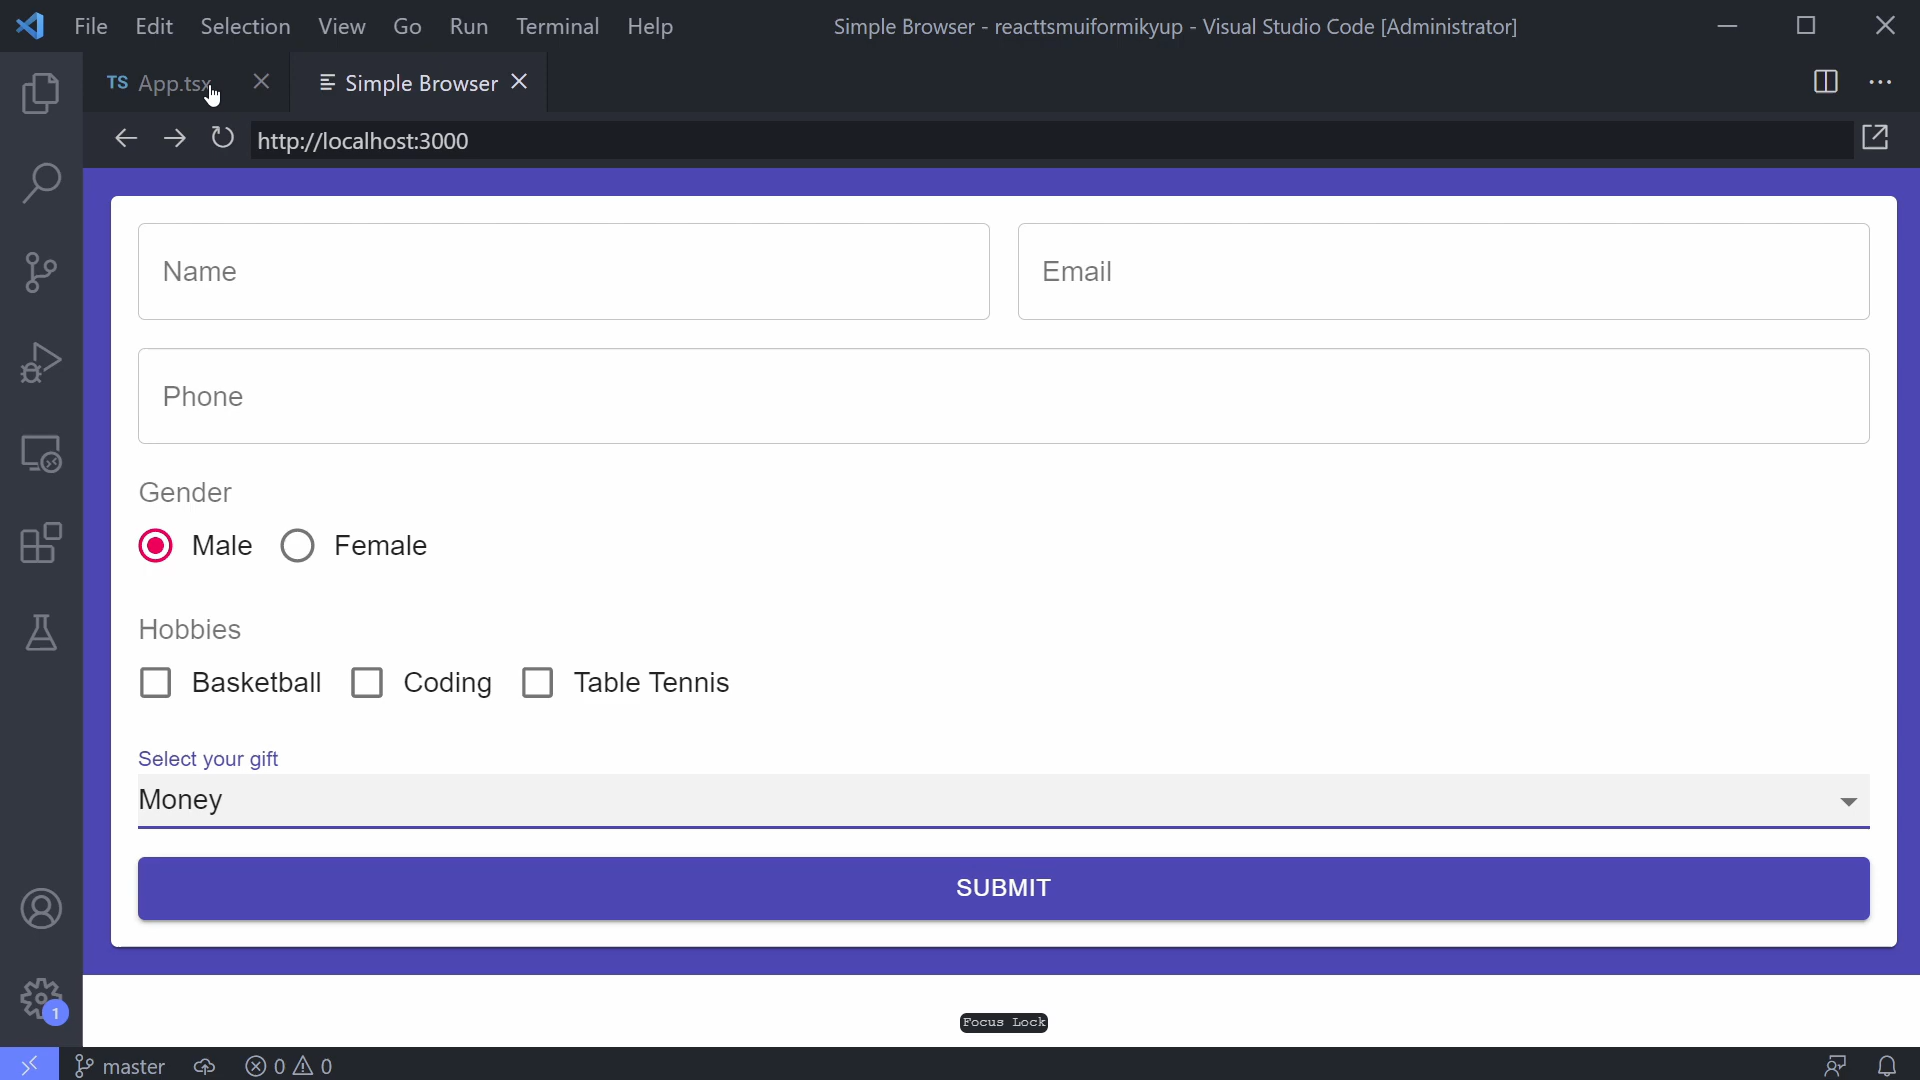 File Edit Selection View Go Run Terminal Help Simple Browser - reacttsmuiformikyup - Visual Studio Code [Administrator]
TS App.tsx Simple Browser
http://localhost:3000
Name Email
Phone
Gender
Male Female
Hobbies
Basketball Coding Table Tennis
Select your gift
Money
SUBMIT
1
Focus Lock
master 0 0